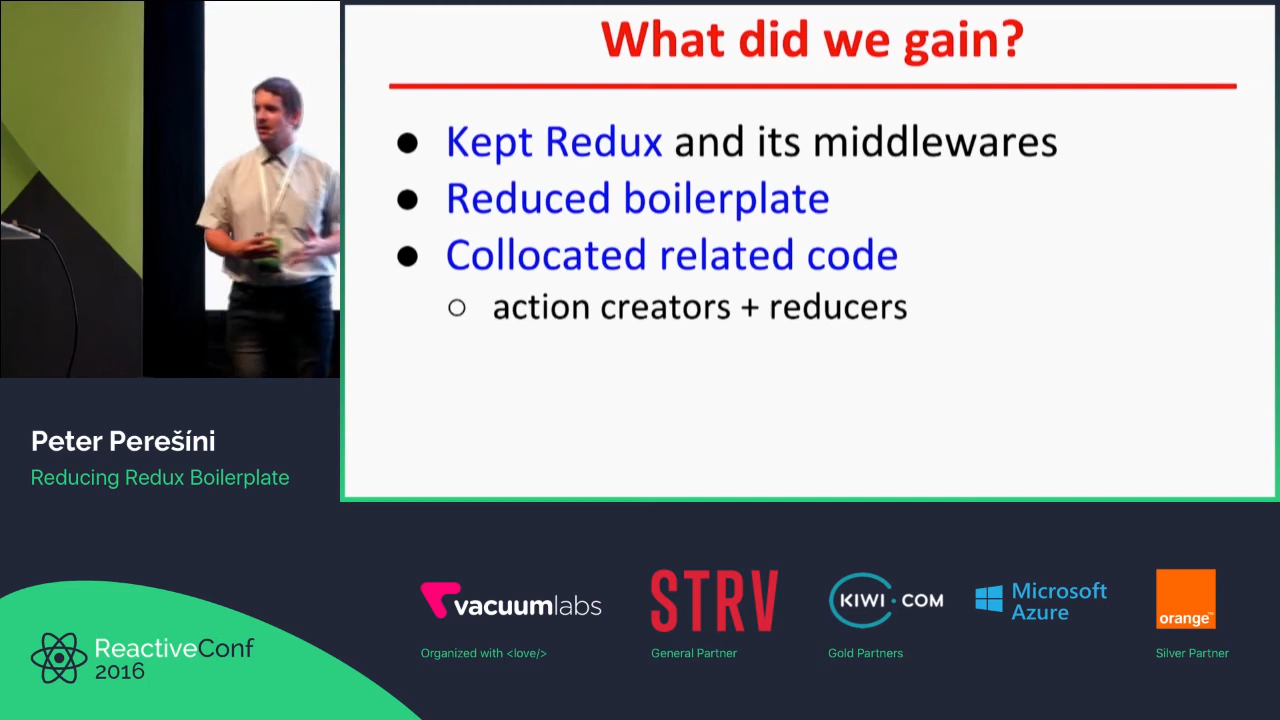 What did we gain?
● Kept Redux and its middlewares
● Reduced boilerplate
● Collocated related code
○ action creators + reducers
Peter Perešíni
Reducing Redux Boilerplate
ReactiveConf
2016
vacuumlabs
Organized with <love/>
STRV
General Partner
KIWI.COM
Gold Partners
Microsoft
Azure
orange™
Silver Partner